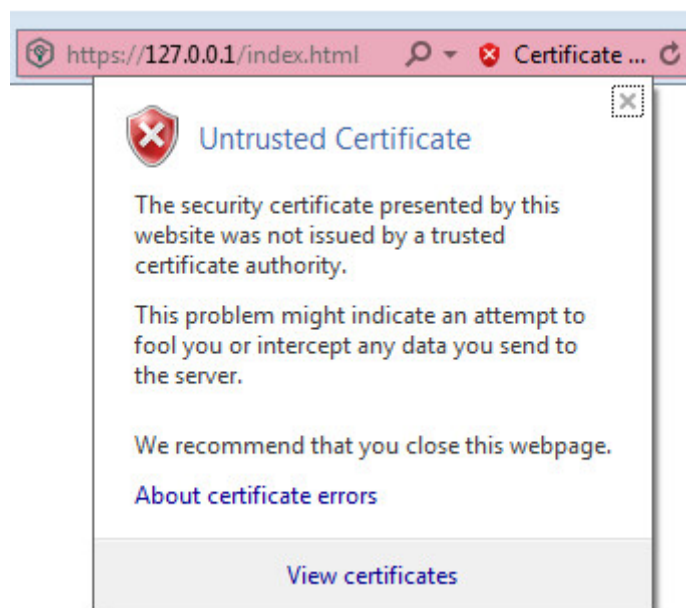 https://127.0.0.1/index.html Certificate ...
Untrusted Certificate
The security certificate presented by this
website was not issued by a trusted
certificate authority.
This problem might indicate an attempt to
fool you or intercept any data you send to
the server.
We recommend that you close this webpage.
About certificate errors
View certificates